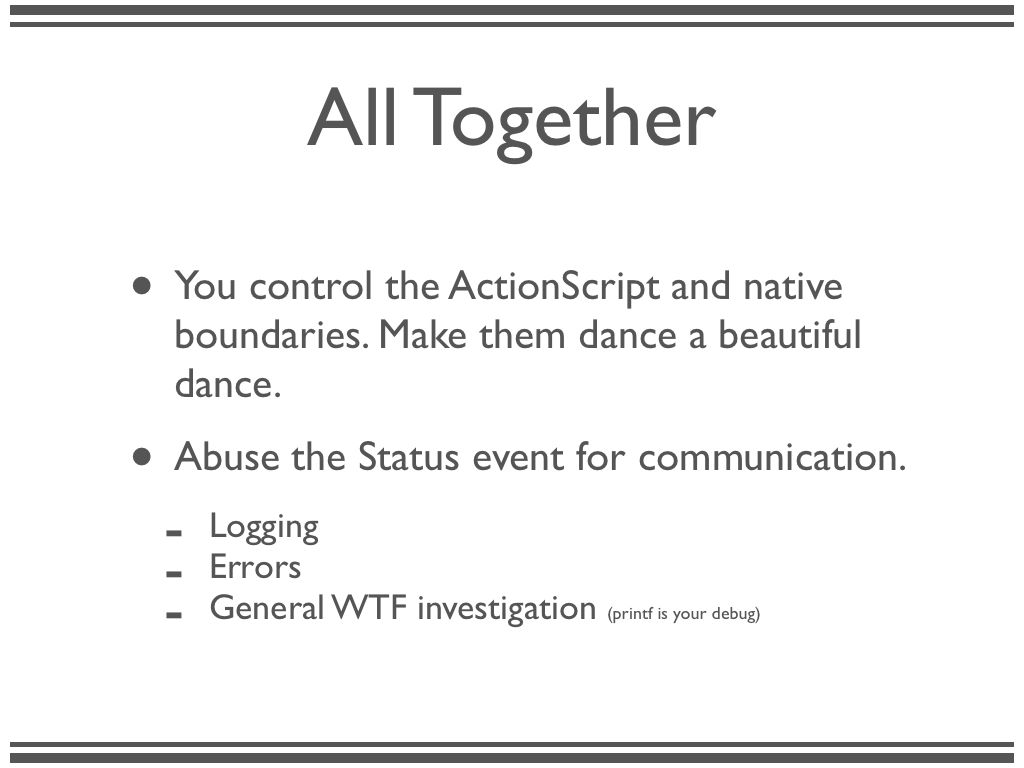 All Together
• You control the ActionScript and native
boundaries. Make them dance a beautiful
dance.
• Abuse the Status event for communication.
- Logging
- Errors
- General WTF investigation (printf is your debug)